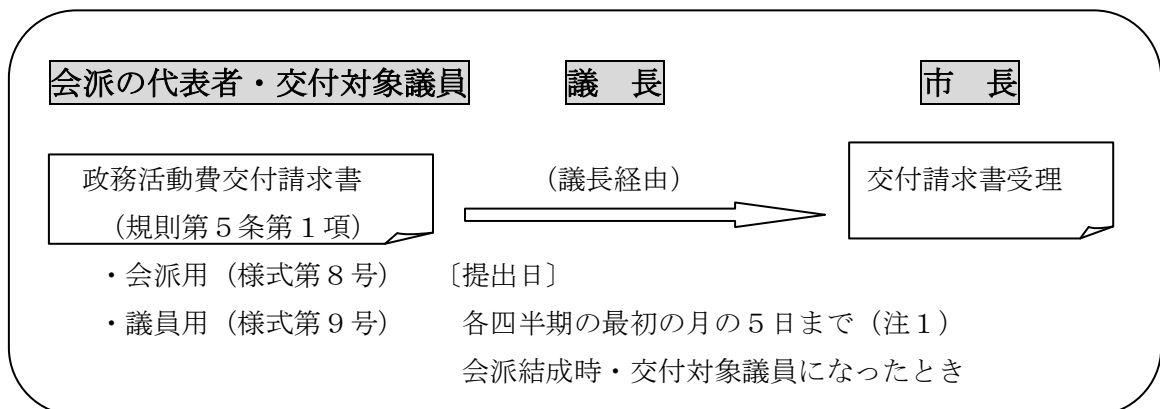 会派の代表者・交付対象議員　議　長　市　長
政務活動費交付請求書　（議長経由）　交付請求書受理
（規則第５条第１項）
・会派用（様式第８号）　〔提出日〕
・議員用（様式第９号）　各四半期の最初の月の５日まで（注１）
会派結成時・交付対象議員になったとき